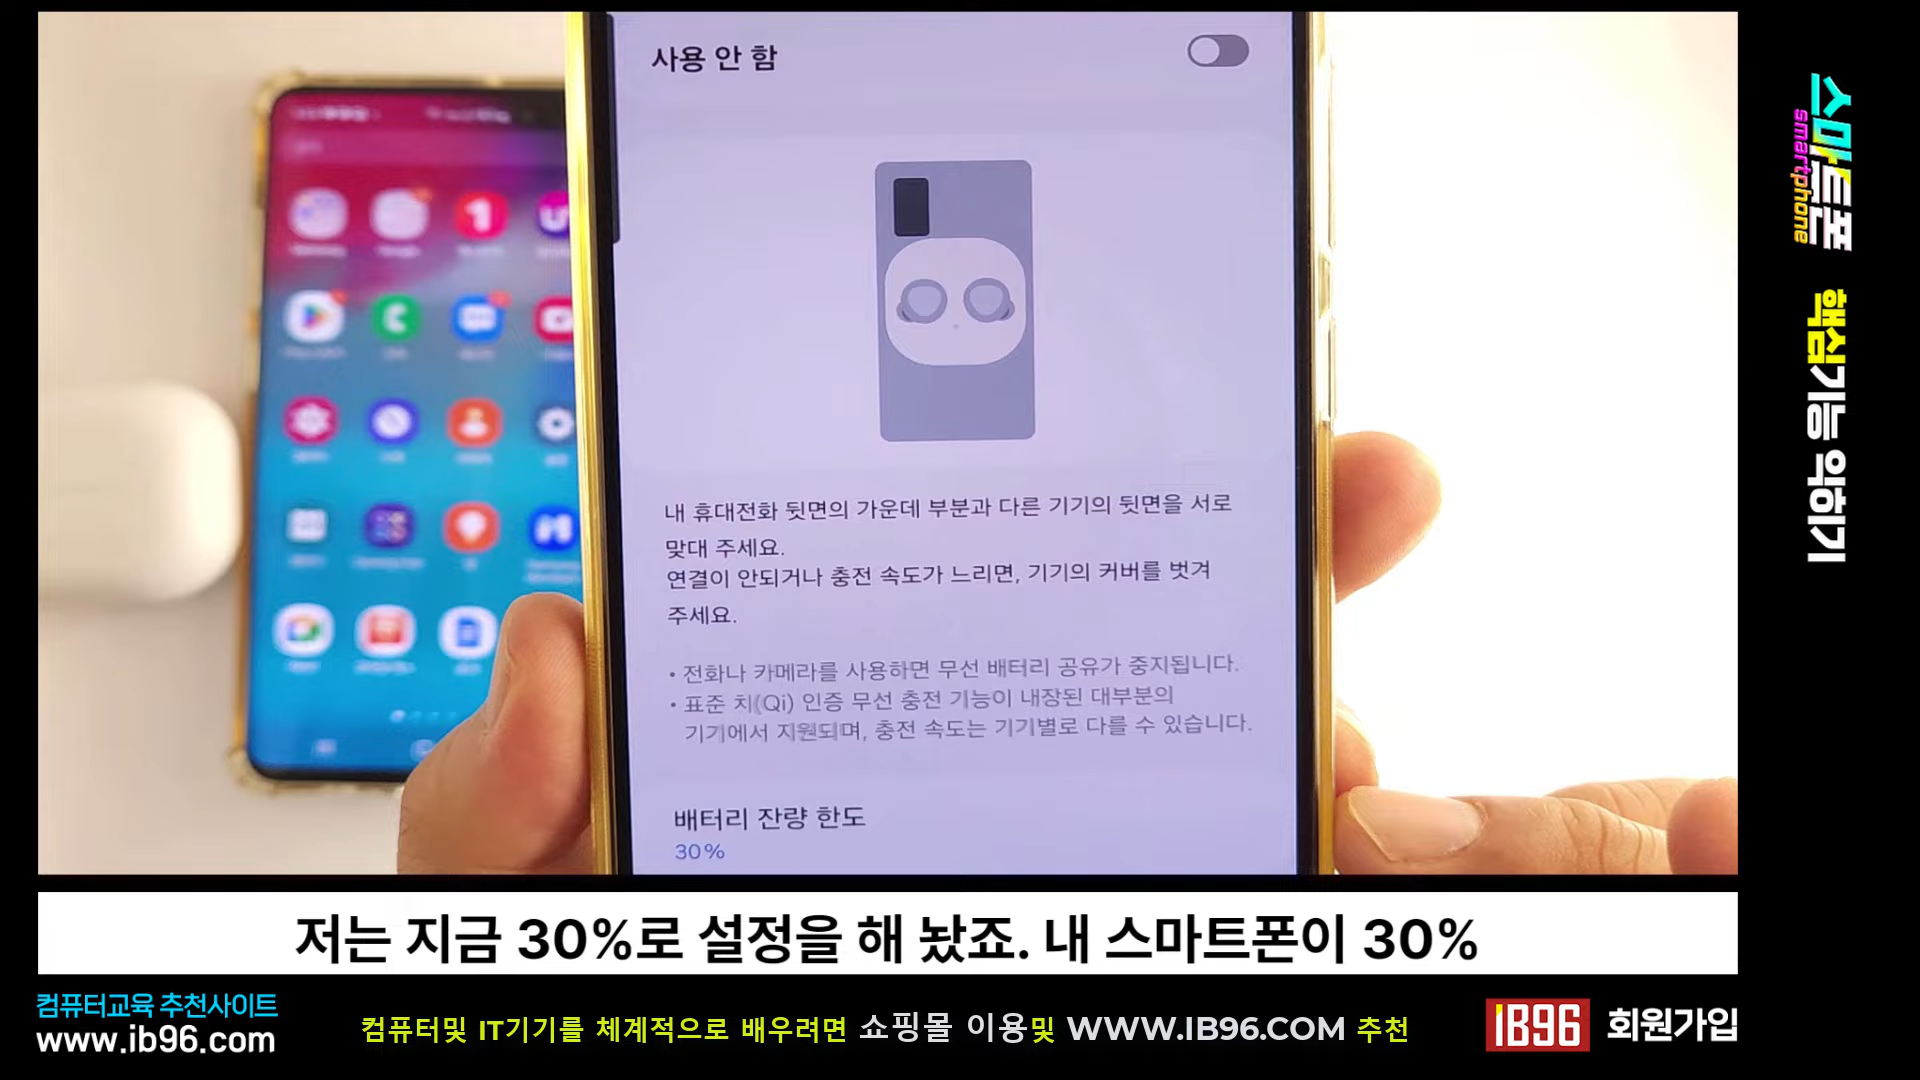 사용 안 함
내 휴대전화 뒷면의 가운데 부분과 다른 기기의 뒷면을 서로
맞대 주세요.
연결이 안되거나 충전 속도가 느리면, 기기의 커버를 벗겨
주세요.
• 전화나 카메라를 사용하면 무선 배터리 공유가 중지됩니다.
• 표준 치(Qi) 인증 무선 충전 기능이 내장된 대부분의
기기에서 지원되며, 충전 속도는 기기별로 다를 수 있습니다.
배터리 잔량 한도
30%
스마트폰
smartphone
핵심기능 익히기
저는 지금 30%로 설정을 해 놨죠. 내 스마트폰이 30%
컴퓨터교육 추천사이트
www.ib96.com
컴퓨터및 IT기기를 체계적으로 배우려면 쇼핑몰 이용및 WWW.IB96.COM 추천
IB96 회원가입